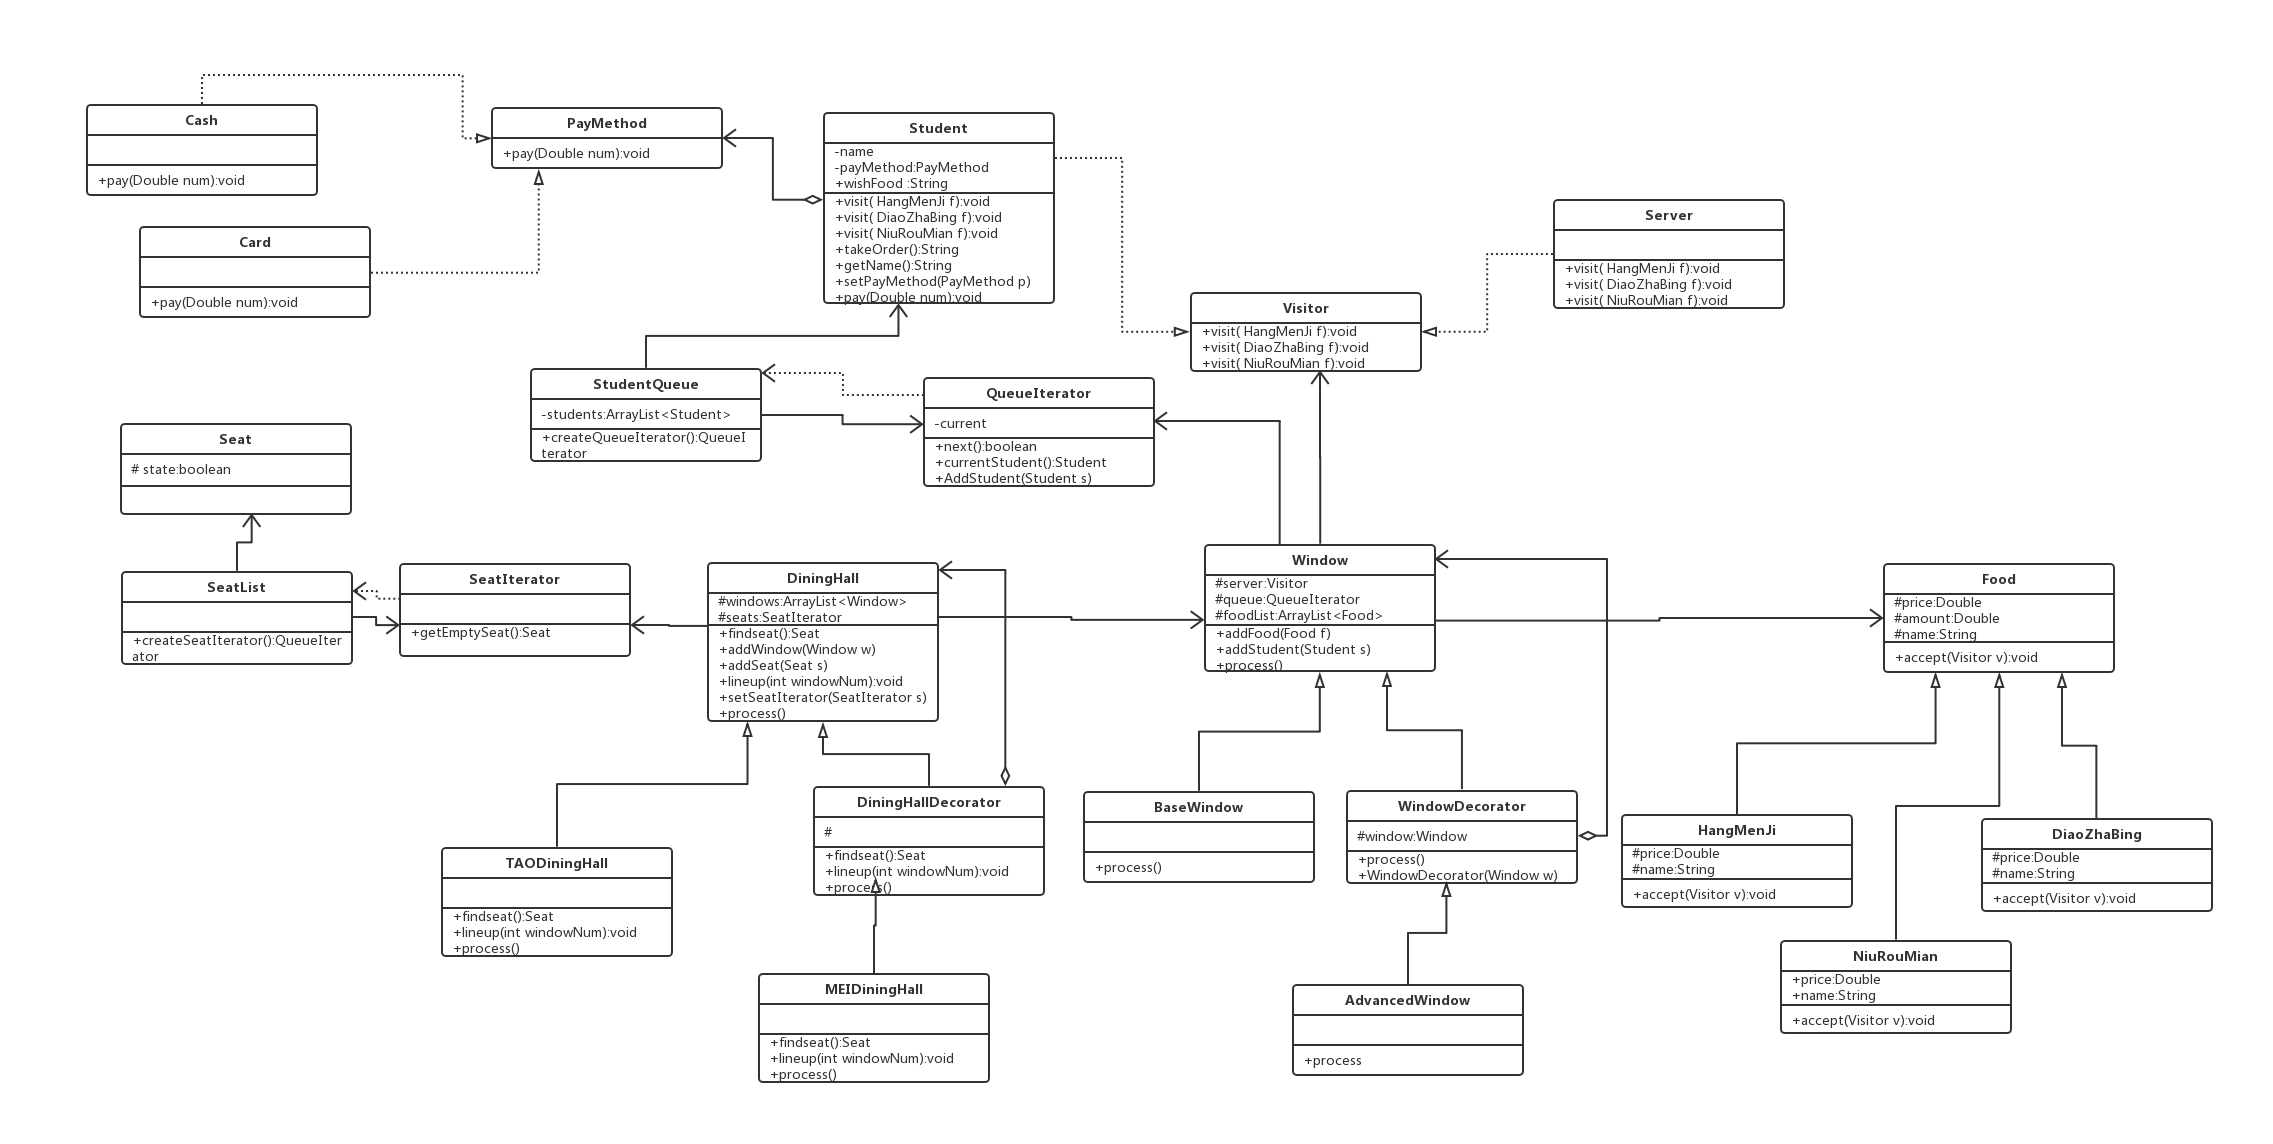 Cash
+pay(Double num):void
PayMethod
+pay(Double num):void
Student
-name
-payMethod:PayMethod
+wishFood :String
+visit( HangMenJi f):void
+visit( DiaoZhaBing f):void
+visit( NiuRouMian f):void
+takeOrder():String
+getName():String
+setPayMethod(PayMethod p)
+pay(Double num):void
Server
+visit( HangMenJi f):void
+visit( DiaoZhaBing f):void
+visit( NiuRouMian f):void
Card
+pay(Double num):void
Visitor
+visit( HangMenJi f):void
+visit( DiaoZhaBing f):void
+visit( NiuRouMian f):void
StudentQueue
-students:ArrayList<Student>
+createQueueIterator():QueueI
terator
QueueIterator
-current
+next():boolean
+currentStudent():Student
+AddStudent(Student s)
Seat
# state:boolean
SeatList
+createSeatIterator():QueueIter
ator
SeatIterator
+getEmptySeat():Seat
DiningHall
#windows:ArrayList<Window>
#seats:SeatIterator
+findseat():Seat
+addWindow(Window w)
+addSeat(Seat s)
+lineup(int windowNum):void
+setSeatIterator(SeatIterator s)
+process()
Window
#server:Visitor
#queue:QueueIterator
#foodList:ArrayList<Food>
+addFood(Food f)
+addStudent(Student s)
+process()
Food
#price:Double
#amount:Double
#name:String
+accept(Visitor v):void
TAODiningHall
+findseat():Seat
+lineup(int windowNum):void
+process()
DiningHallDecorator
#
+findseat():Seat
+lineup(int windowNum):void
+process()
BaseWindow
+process()
WindowDecorator
#window:Window
+process()
+WindowDecorator(Window w)
HangMenJi
#price:Double
#name:String
+accept(Visitor v):void
DiaoZhaBing
#price:Double
#name:String
+accept(Visitor v):void
MEIDiningHall
+findseat():Seat
+lineup(int windowNum):void
+process()
AdvancedWindow
+process
NiuRouMian
+price:Double
+name:String
+accept(Visitor v):void